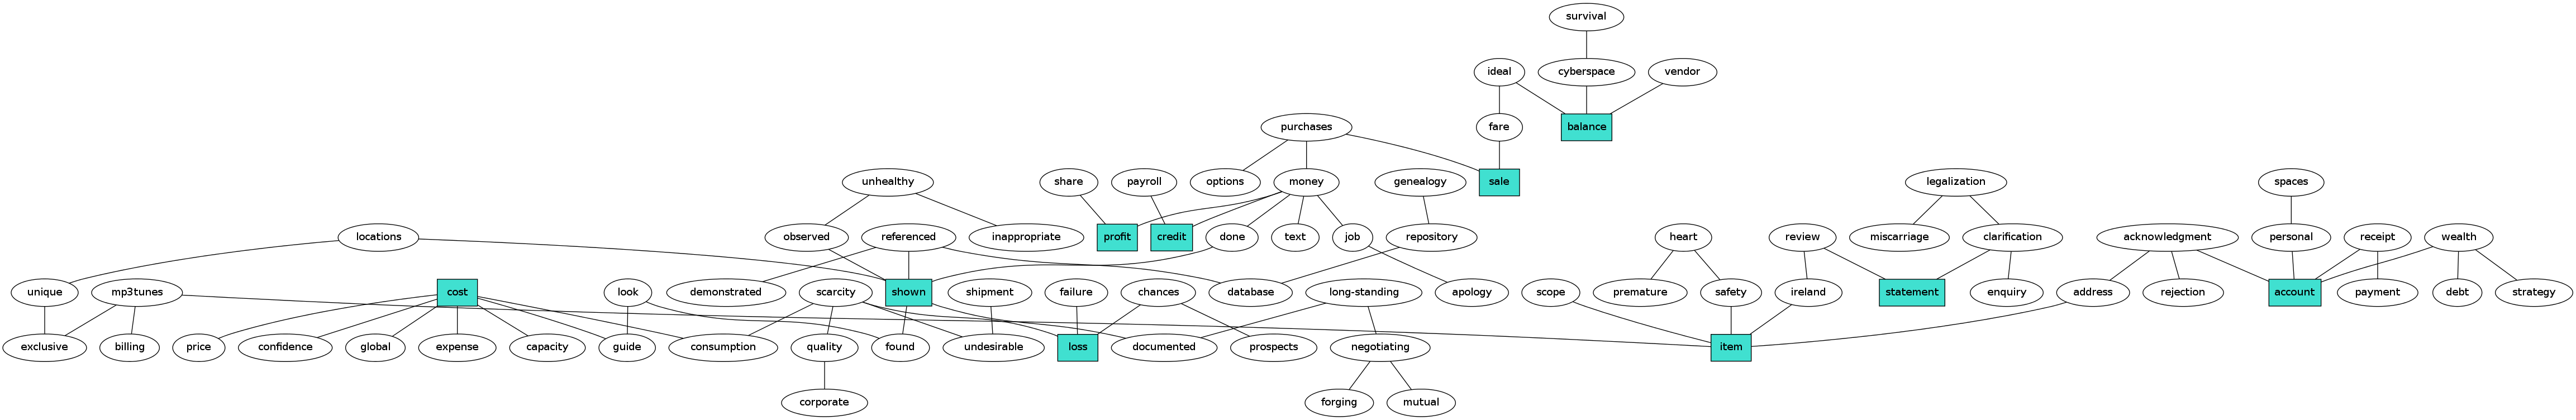 survival
ideal
cyberspace
vendor
purchases
fare
balance
unhealthy
share
payroll
options
money
genealogy
sale
legalization
spaces
locations
observed
referenced
inappropriate
profit
credit
done
text
job
repository
heart
review
miscarriage
clarification
acknowledgment
personal
receipt
wealth
unique
mp3tunes
cost
look
demonstrated
scarcity
shown
shipment
failure
chances
database
long-standing
apology
scope
premature
safety
ireland
statement
enquiry
address
rejection
account
payment
debt
strategy
exclusive
billing
price
confidence
global
expense
capacity
guide
consumption
quality
found
undesirable
loss
documented
prospects
negotiating
item
corporate
forging
mutual